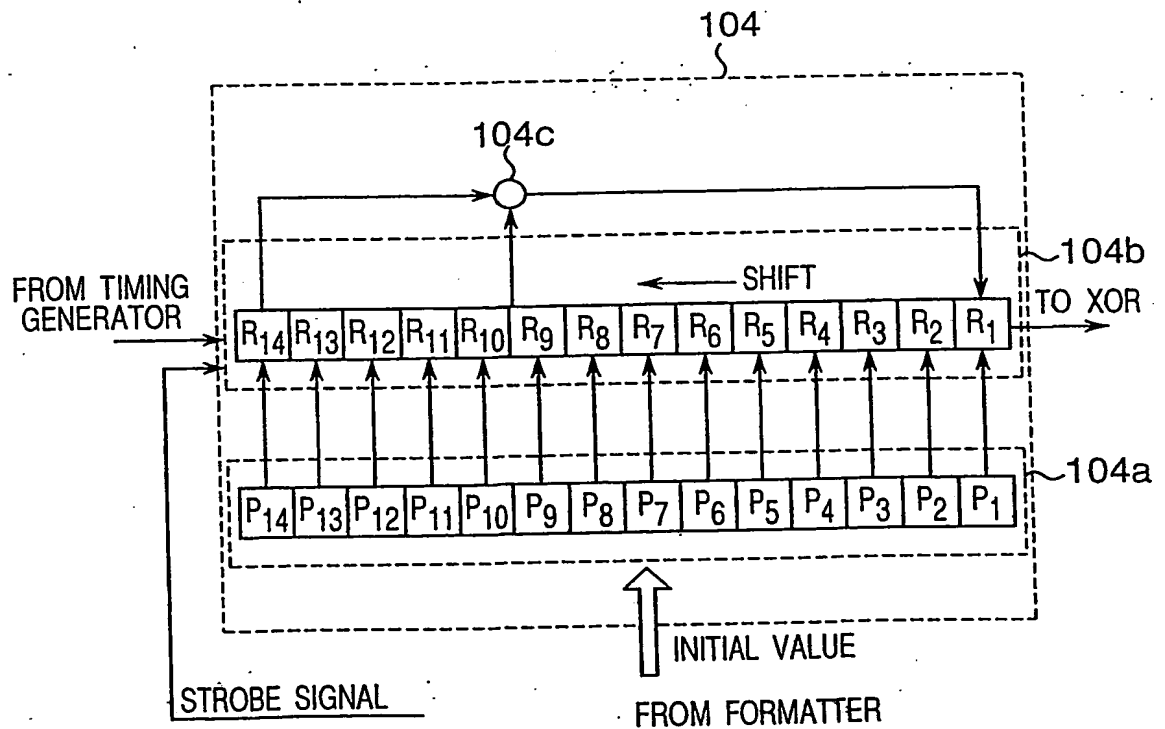 104
104c
104b
SHIFT
FROM TIMING
GENERATOR
TO XOR
R14 R13 R12 R11 R10 R9 R8 R7 R6 R5 R4 R3 R2 R1
104a
P14 P13 P12 P11 P10 P9 P8 P7 P6 P5 P4 P3 P2 P1
INITIAL VALUE
STROBE SIGNAL
FROM FORMATTER